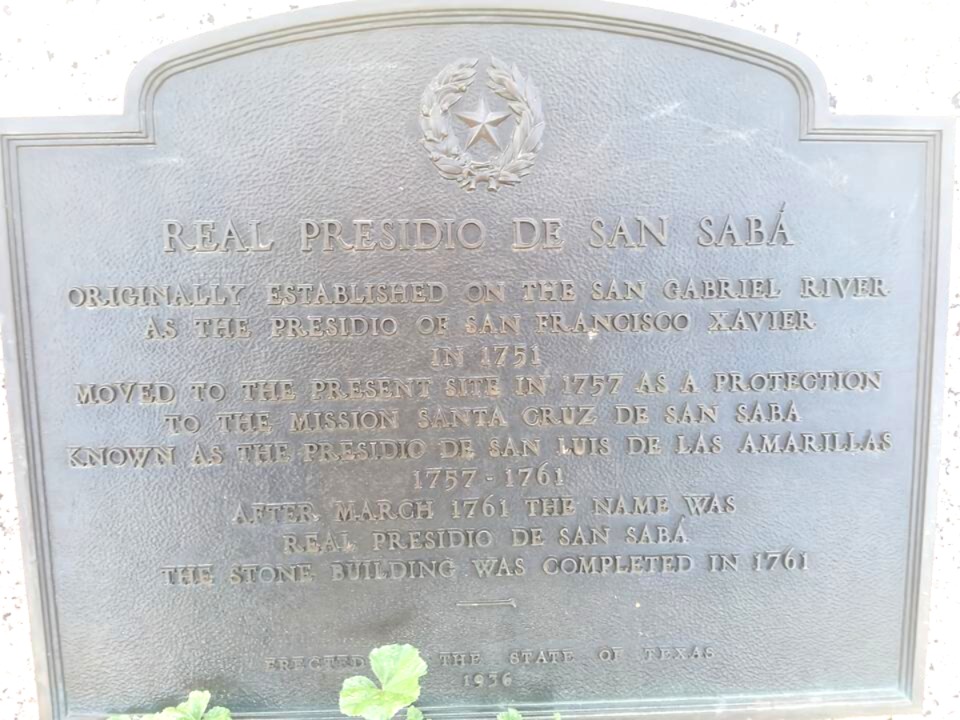 REAL PRESIDIO DE SAN SABÁ
ORIGINALLY ESTABLISHED ON THE SAN GABRIEL RIVER
AS THE PRESIDIO OF SAN FRANCISCO XAVIER
IN 1751
MOVED TO THE PRESENT SITE IN 1757 AS A PROTECTION
TO THE MISSION SANTA CRUZ DE SAN SABA
KNOWN AS THE PRESIDIO DE SAN LUIS DE LAS AMARILLAS
1757 - 1761
AFTER MARCH 1761 THE NAME WAS
REAL PRESIDIO DE SAN SABÁ
THE STONE BUILDING WAS COMPLETED IN 1761
ERECTED THE STATE OF TEXAS
1936